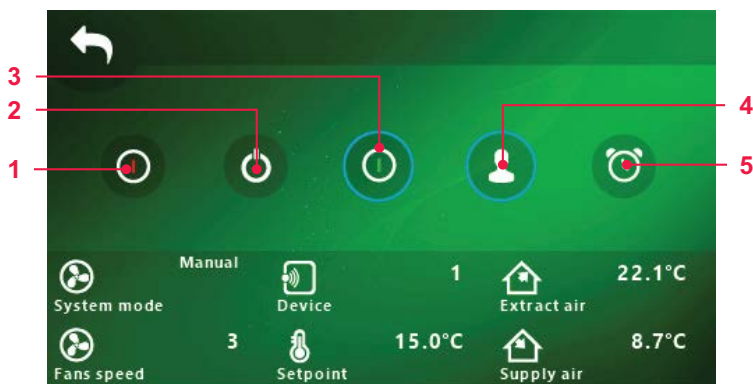 3
2
4
1
5
Manual
1
22.1°C
System mode
Device
Extract air
3
15.0°C
8.7°C
Fans speed
Setpoint
Supply air